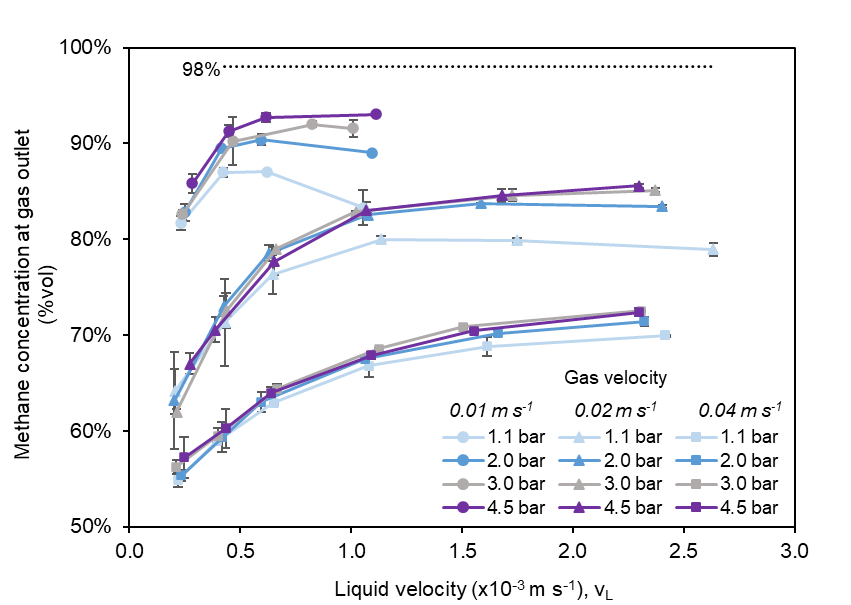 100%
98%
90%
80%
70%
60%
50%
Methane concentration at gas outlet
(%vol)
Gas velocity
0.01 m s⁻¹ 0.02 m s⁻¹ 0.04 m s⁻¹
1.1 bar 1.1 bar 1.1 bar
2.0 bar 2.0 bar 2.0 bar
3.0 bar 3.0 bar 3.0 bar
4.5 bar 4.5 bar 4.5 bar
0.0 0.5 1.0 1.5 2.0 2.5 3.0
Liquid velocity (x10⁻³ m s⁻¹), v_L